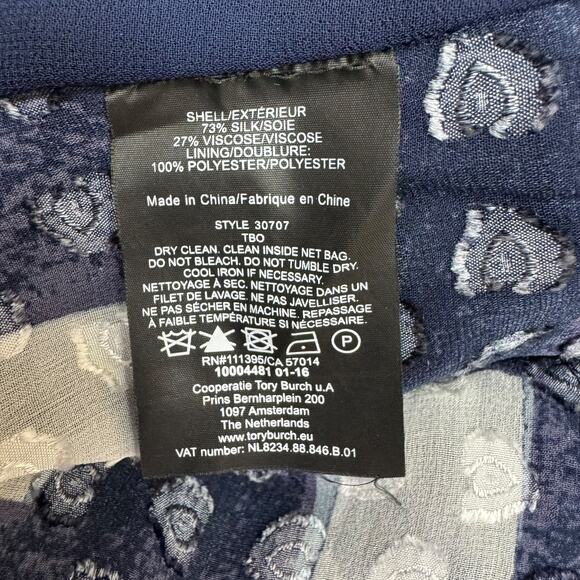 SHELL/EXTÉRIEUR
73% SILK/SOIE
27% VISCOSE/VISCOSE
LINING/DOUBLURE:
100% POLYESTER/POLYESTER
Made in China/Fabrique en Chine
STYLE 30707
TBO
DRY CLEAN. CLEAN INSIDE NET BAG.
DO NOT BLEACH. DO NOT TUMBLE DRY.
COOL IRON IF NECESSARY.
NETTOYAGE À SEC. NETTOYAGE DANS UN
FILET DE LAVAGE. NE PAS JAVELLISER.
NE PAS SÉCHER EN MACHINE. REPASSAGE
À FAIBLE TEMPÉRATURE SI NÉCESSAIRE.
P
RN#111395/CA 57014
10004481 01-16
Cooperatie Tory Burch u.A
Prins Bernharplein 200
1097 Amsterdam
The Netherlands
www.toryburch.eu
VAT number: NL8234.88.846.B.01